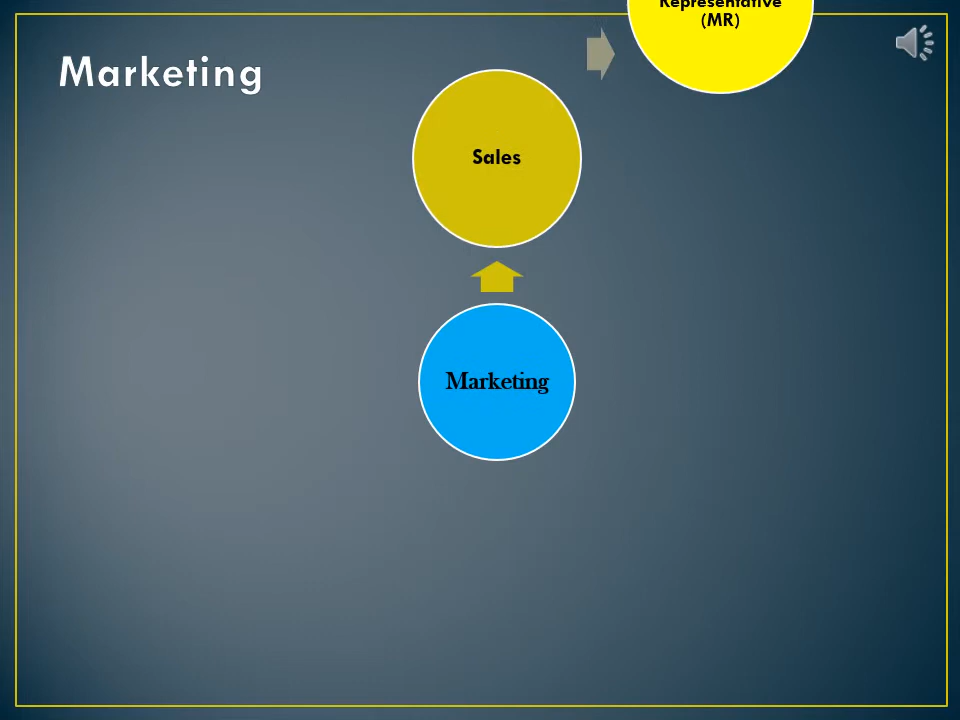 Representative
(MR)
Marketing
Sales
Marketing